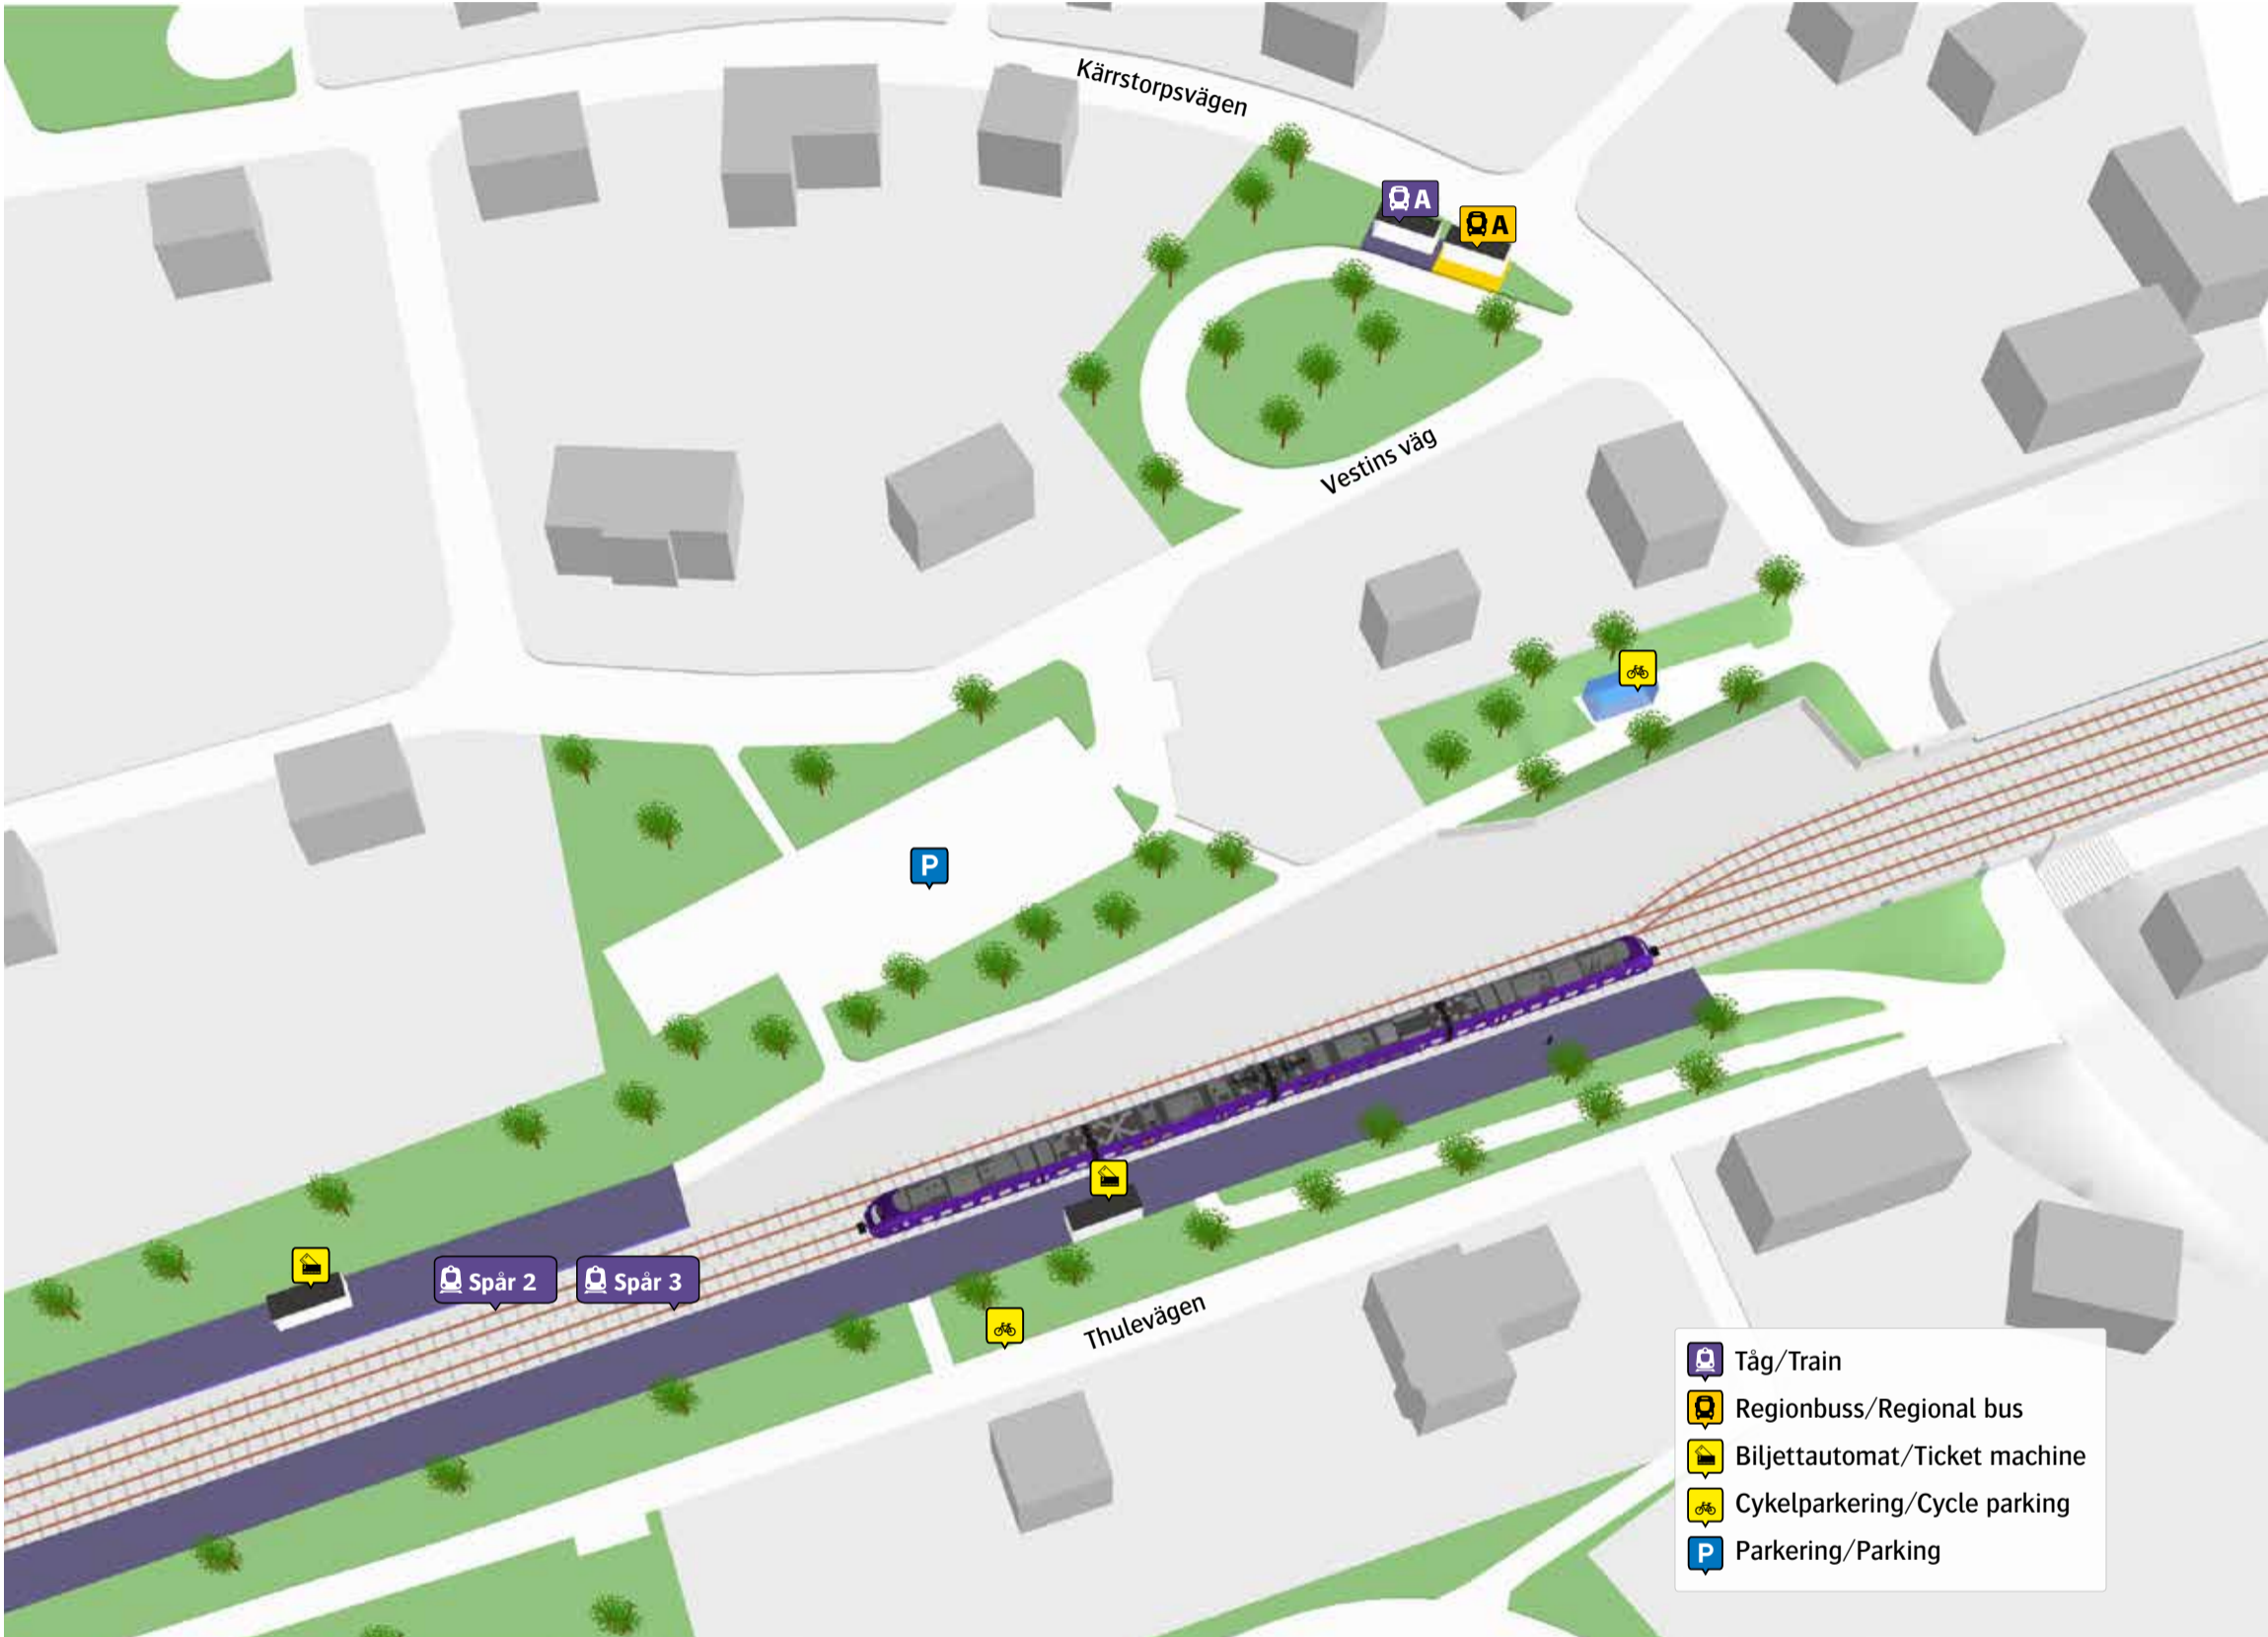 Kärrstorpsvägen
A
A
Vestins väg
P
Spår 2
Spår 3
Thulevägen
Tåg/Train
Regionbuss/Regional bus
Biljettautomat/Ticket machine
Cykelparkering/Cycle parking
P Parkering/Parking